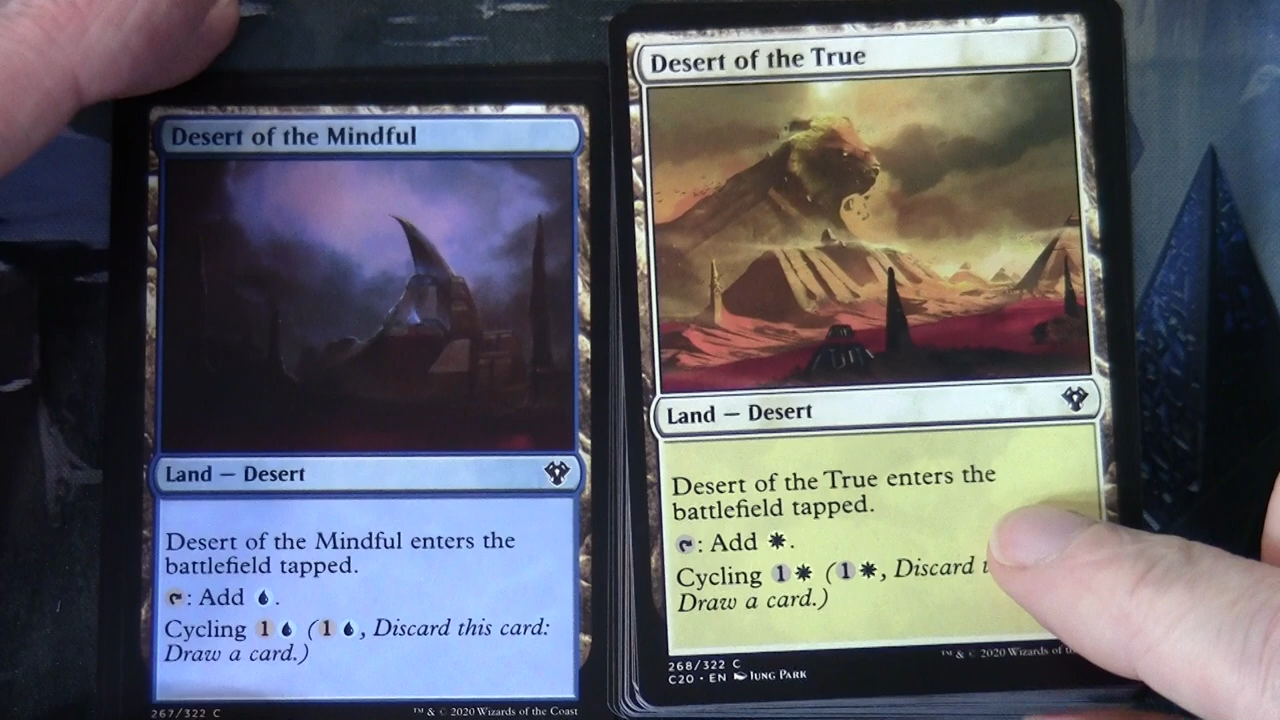 Desert of the Mindful
Land — Desert
Desert of the Mindful enters the
battlefield tapped.
: Add .
Cycling 1 (1 , Discard this card:
Draw a card.)
267/322 C
™ & © 2020 Wizards of the Coast
Desert of the True
Land — Desert
Desert of the True enters the
battlefield tapped.
: Add .
Cycling 1 (1 , Discard
Draw a card.)
268/322 C
™ & © 2020 Wizards of
C20 • EN Jung Park